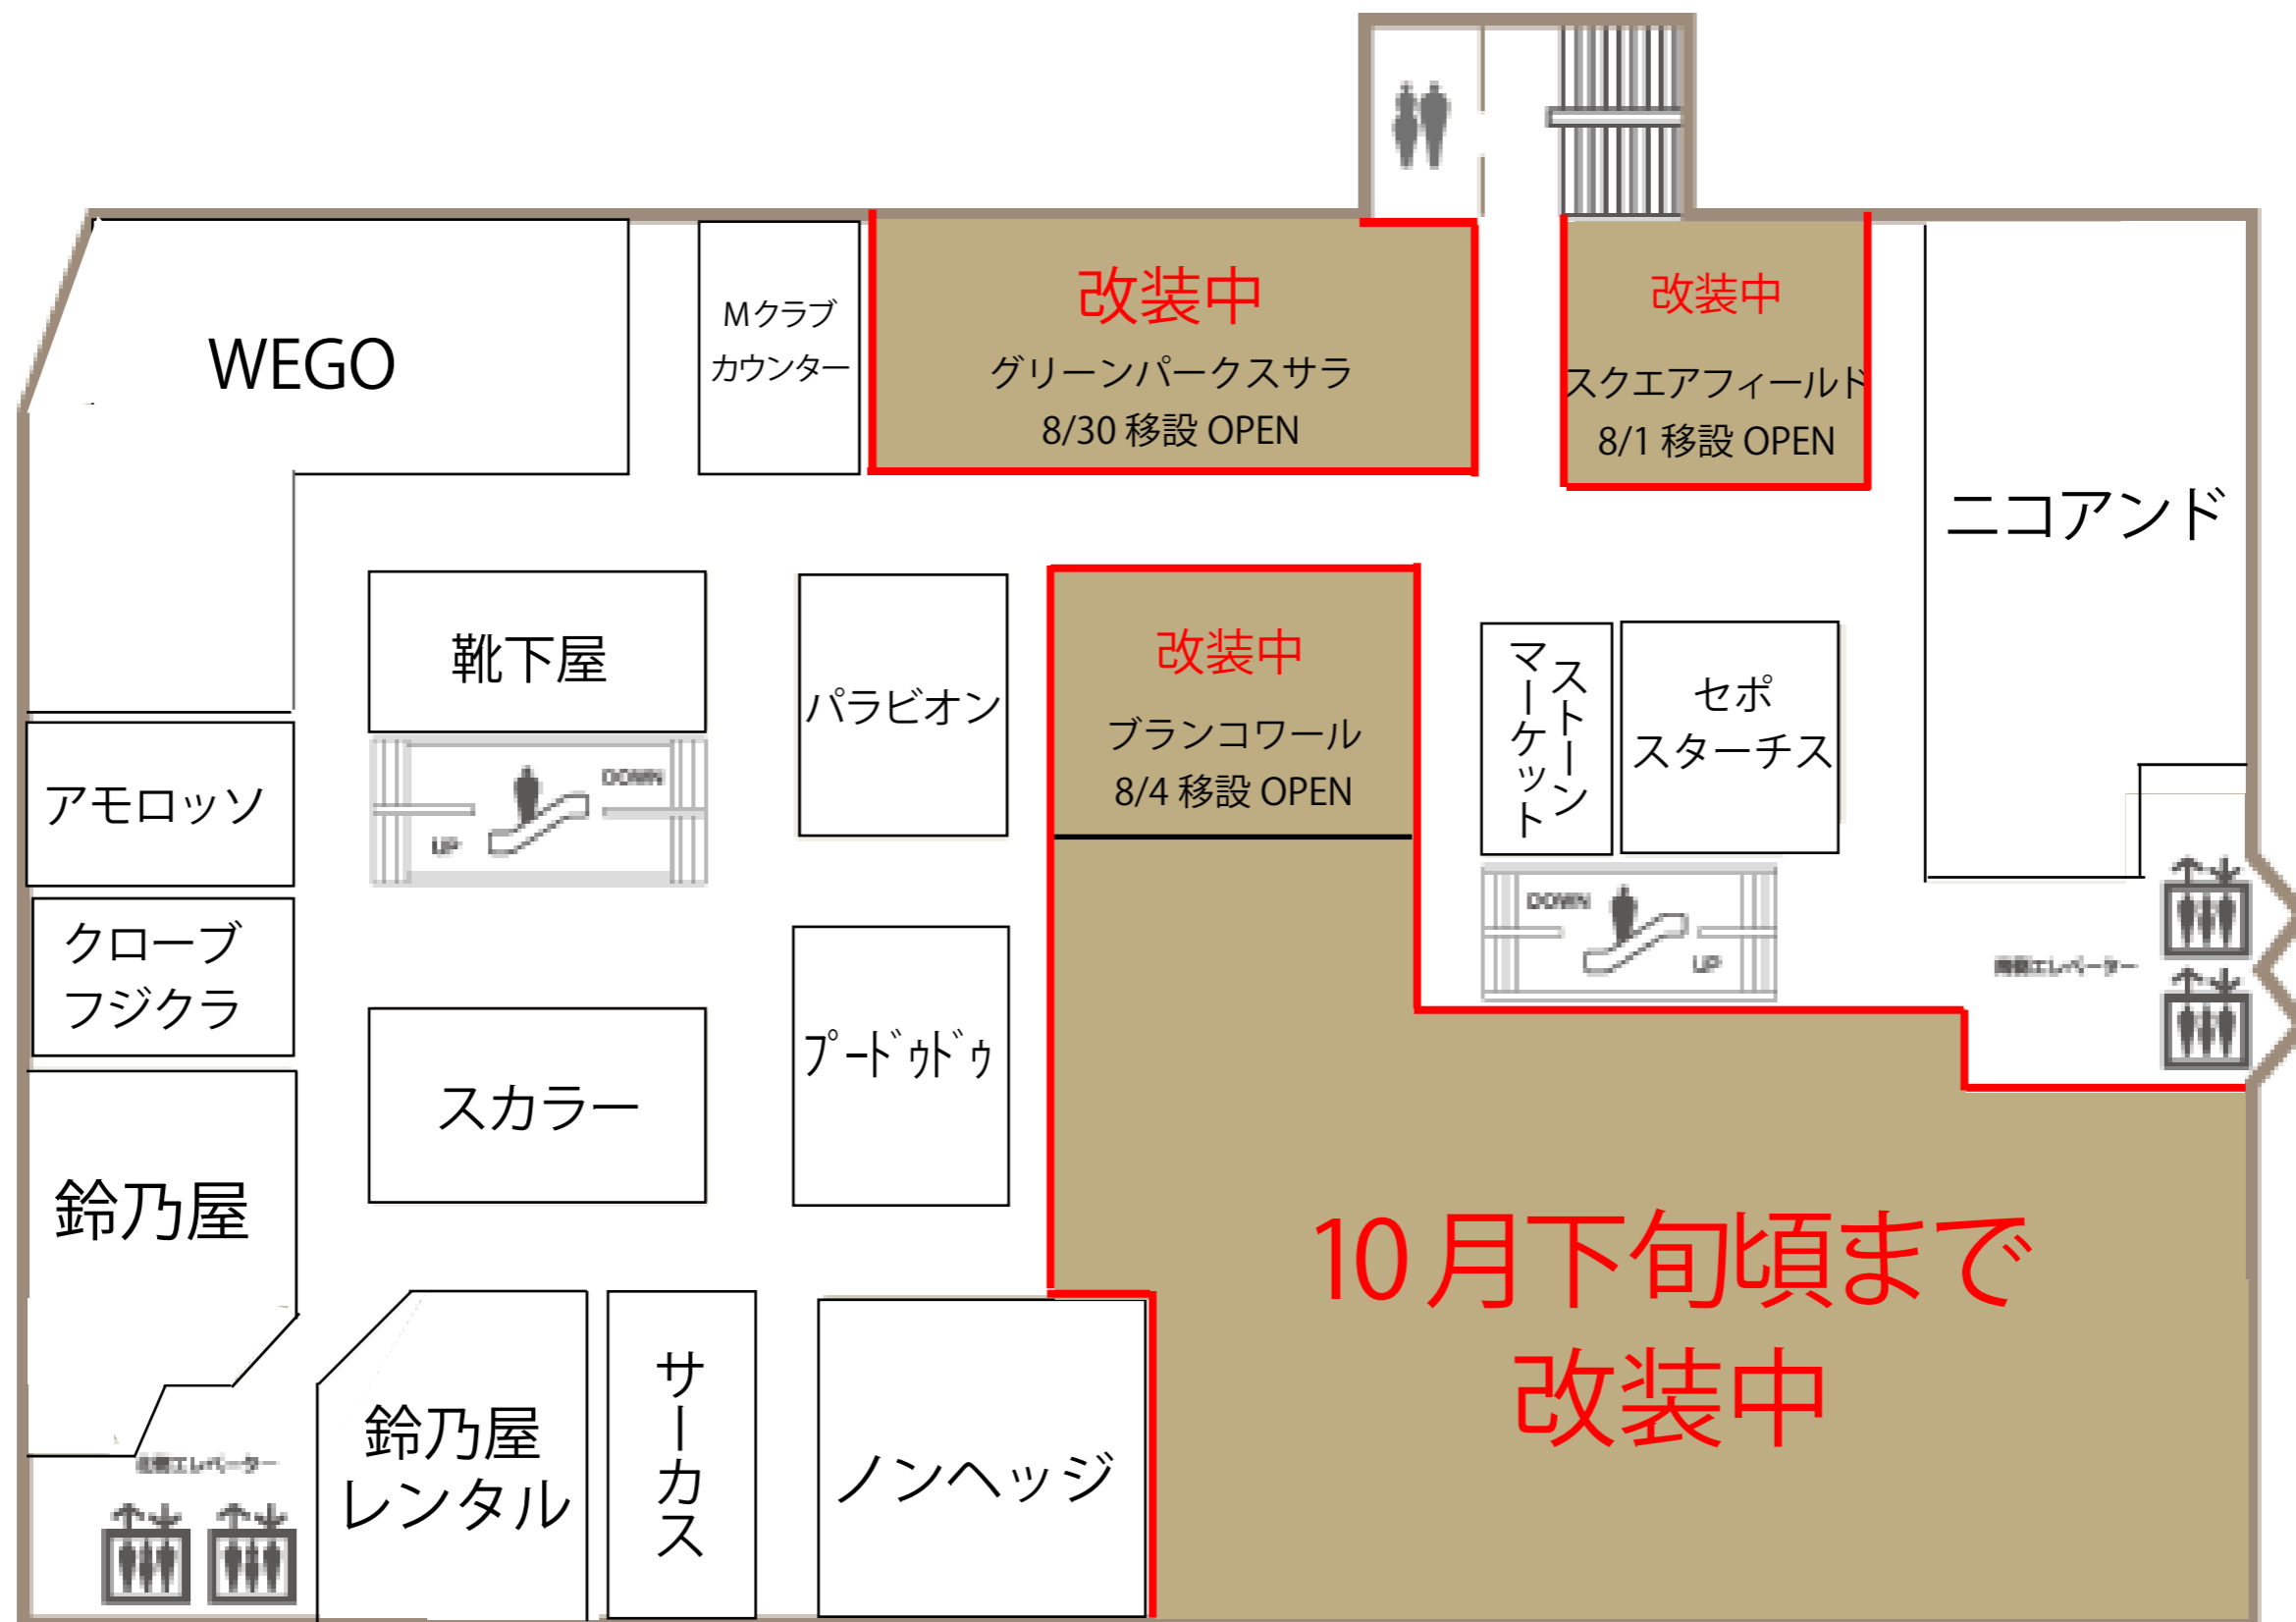 改装中
グリーンパークスサラ
8/30 移設 OPEN
改装中
スクエアフィールド
8/1 移設 OPEN
WEGO
Mクラブ
カウンター
ニコアンド
靴下屋
パラビオン
改装中
ブランコワール
8/4 移設 OPEN
ストーン
マーケット
セポ
スターチス
アモロッソ
DOWN
UP
クローブ
フジクラ
DOWN
UP
スカラー
プードゥドゥ
鈴乃屋
10 月下旬頃まで
改装中
鈴乃屋
レンタル
サーカス
ノンヘッジ